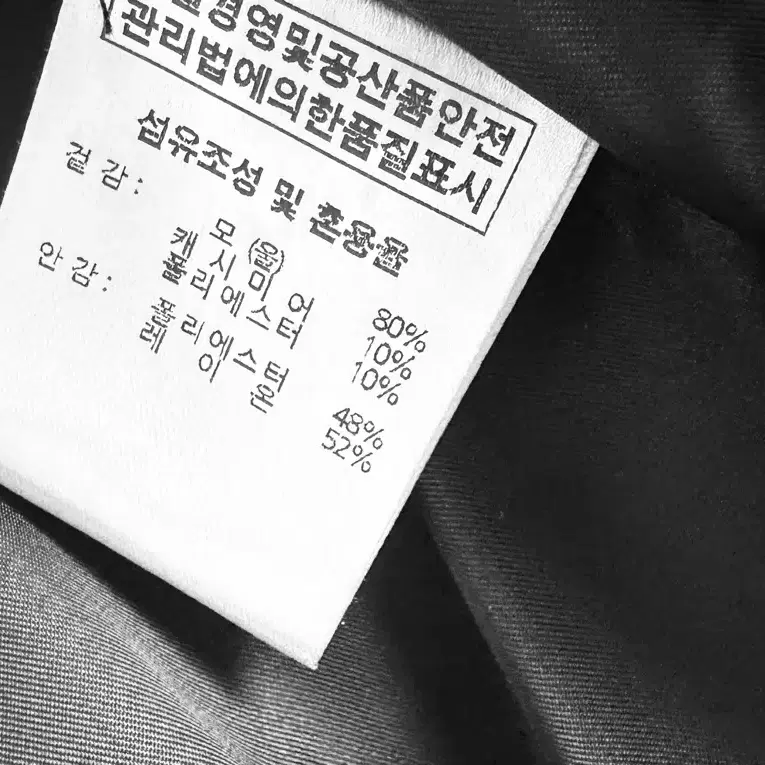 경영및공산품안전
관리법에의한품질표시
섬유조성 및 혼용율
겉 감:
모 (울) 80%
캐 시 미 어 10%
폴리에스터 10%
안 감:
폴리에스터 48%
레 이 온 52%